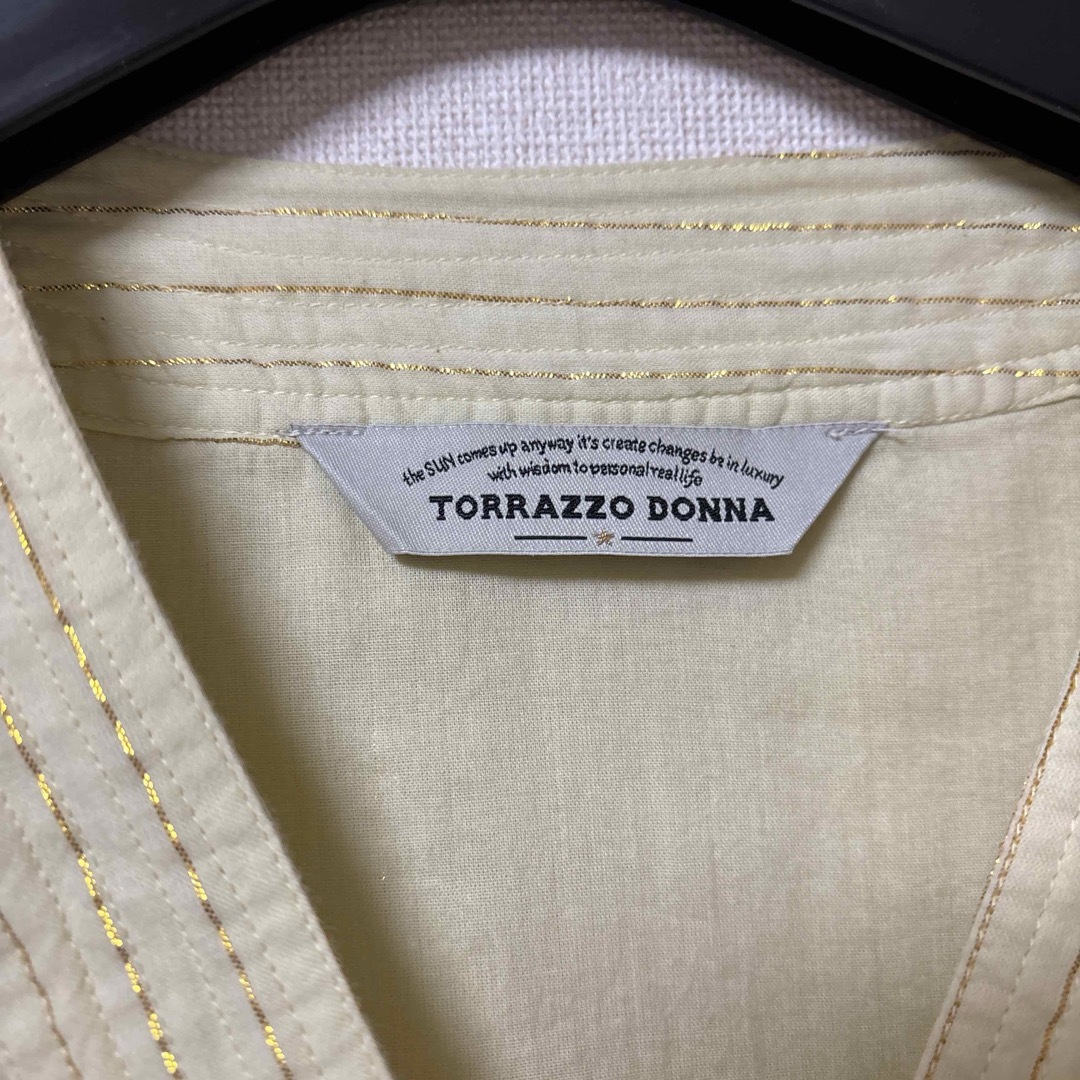 the SUN comes up anyway it's create changes be in luxury
with wisdom to personal real life
TORRAZZO DONNA